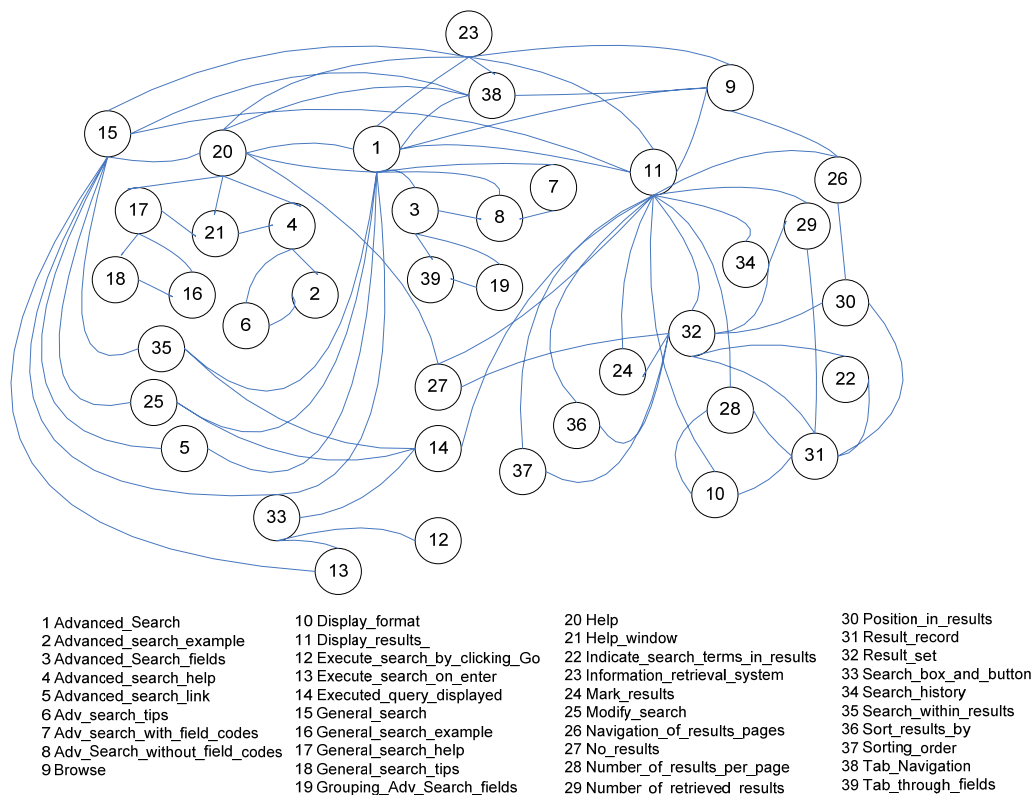 23
38
9
15
20
1
11
26
7
17
3
8
29
21
4
34
18
39
19
16
2
30
6
32
35
24
22
27
25
28
36
5
14
31
37
10
33
12
13
1 Advanced_Search
2 Advanced_search_example
3 Advanced_Search_fields
4 Advanced_search_help
5 Advanced_search_link
6 Adv_search_tips
7 Adv_search_with_field_codes
8 Adv_Search_without_field_codes
9 Browse
10 Display_format
11 Display_results_
12 Execute_search_by_clicking_Go
13 Execute_search_on_enter
14 Executed_query_displayed
15 General_search
16 General_search_example
17 General_search_help
18 General_search_tips
19 Grouping_Adv_Search_fields
20 Help
21 Help_window
22 Indicate_search_terms_in_results
23 Information_retrieval_system
24 Mark_results
25 Modify_search
26 Navigation_of_results_pages
27 No_results
28 Number_of_results_per_page
29 Number_of_retrieved_results
30 Position_in_results
31 Result_record
32 Result_set
33 Search_box_and_button
34 Search_history
35 Search_within_results
36 Sort_results_by
37 Sorting_order
38 Tab_Navigation
39 Tab_through_fields